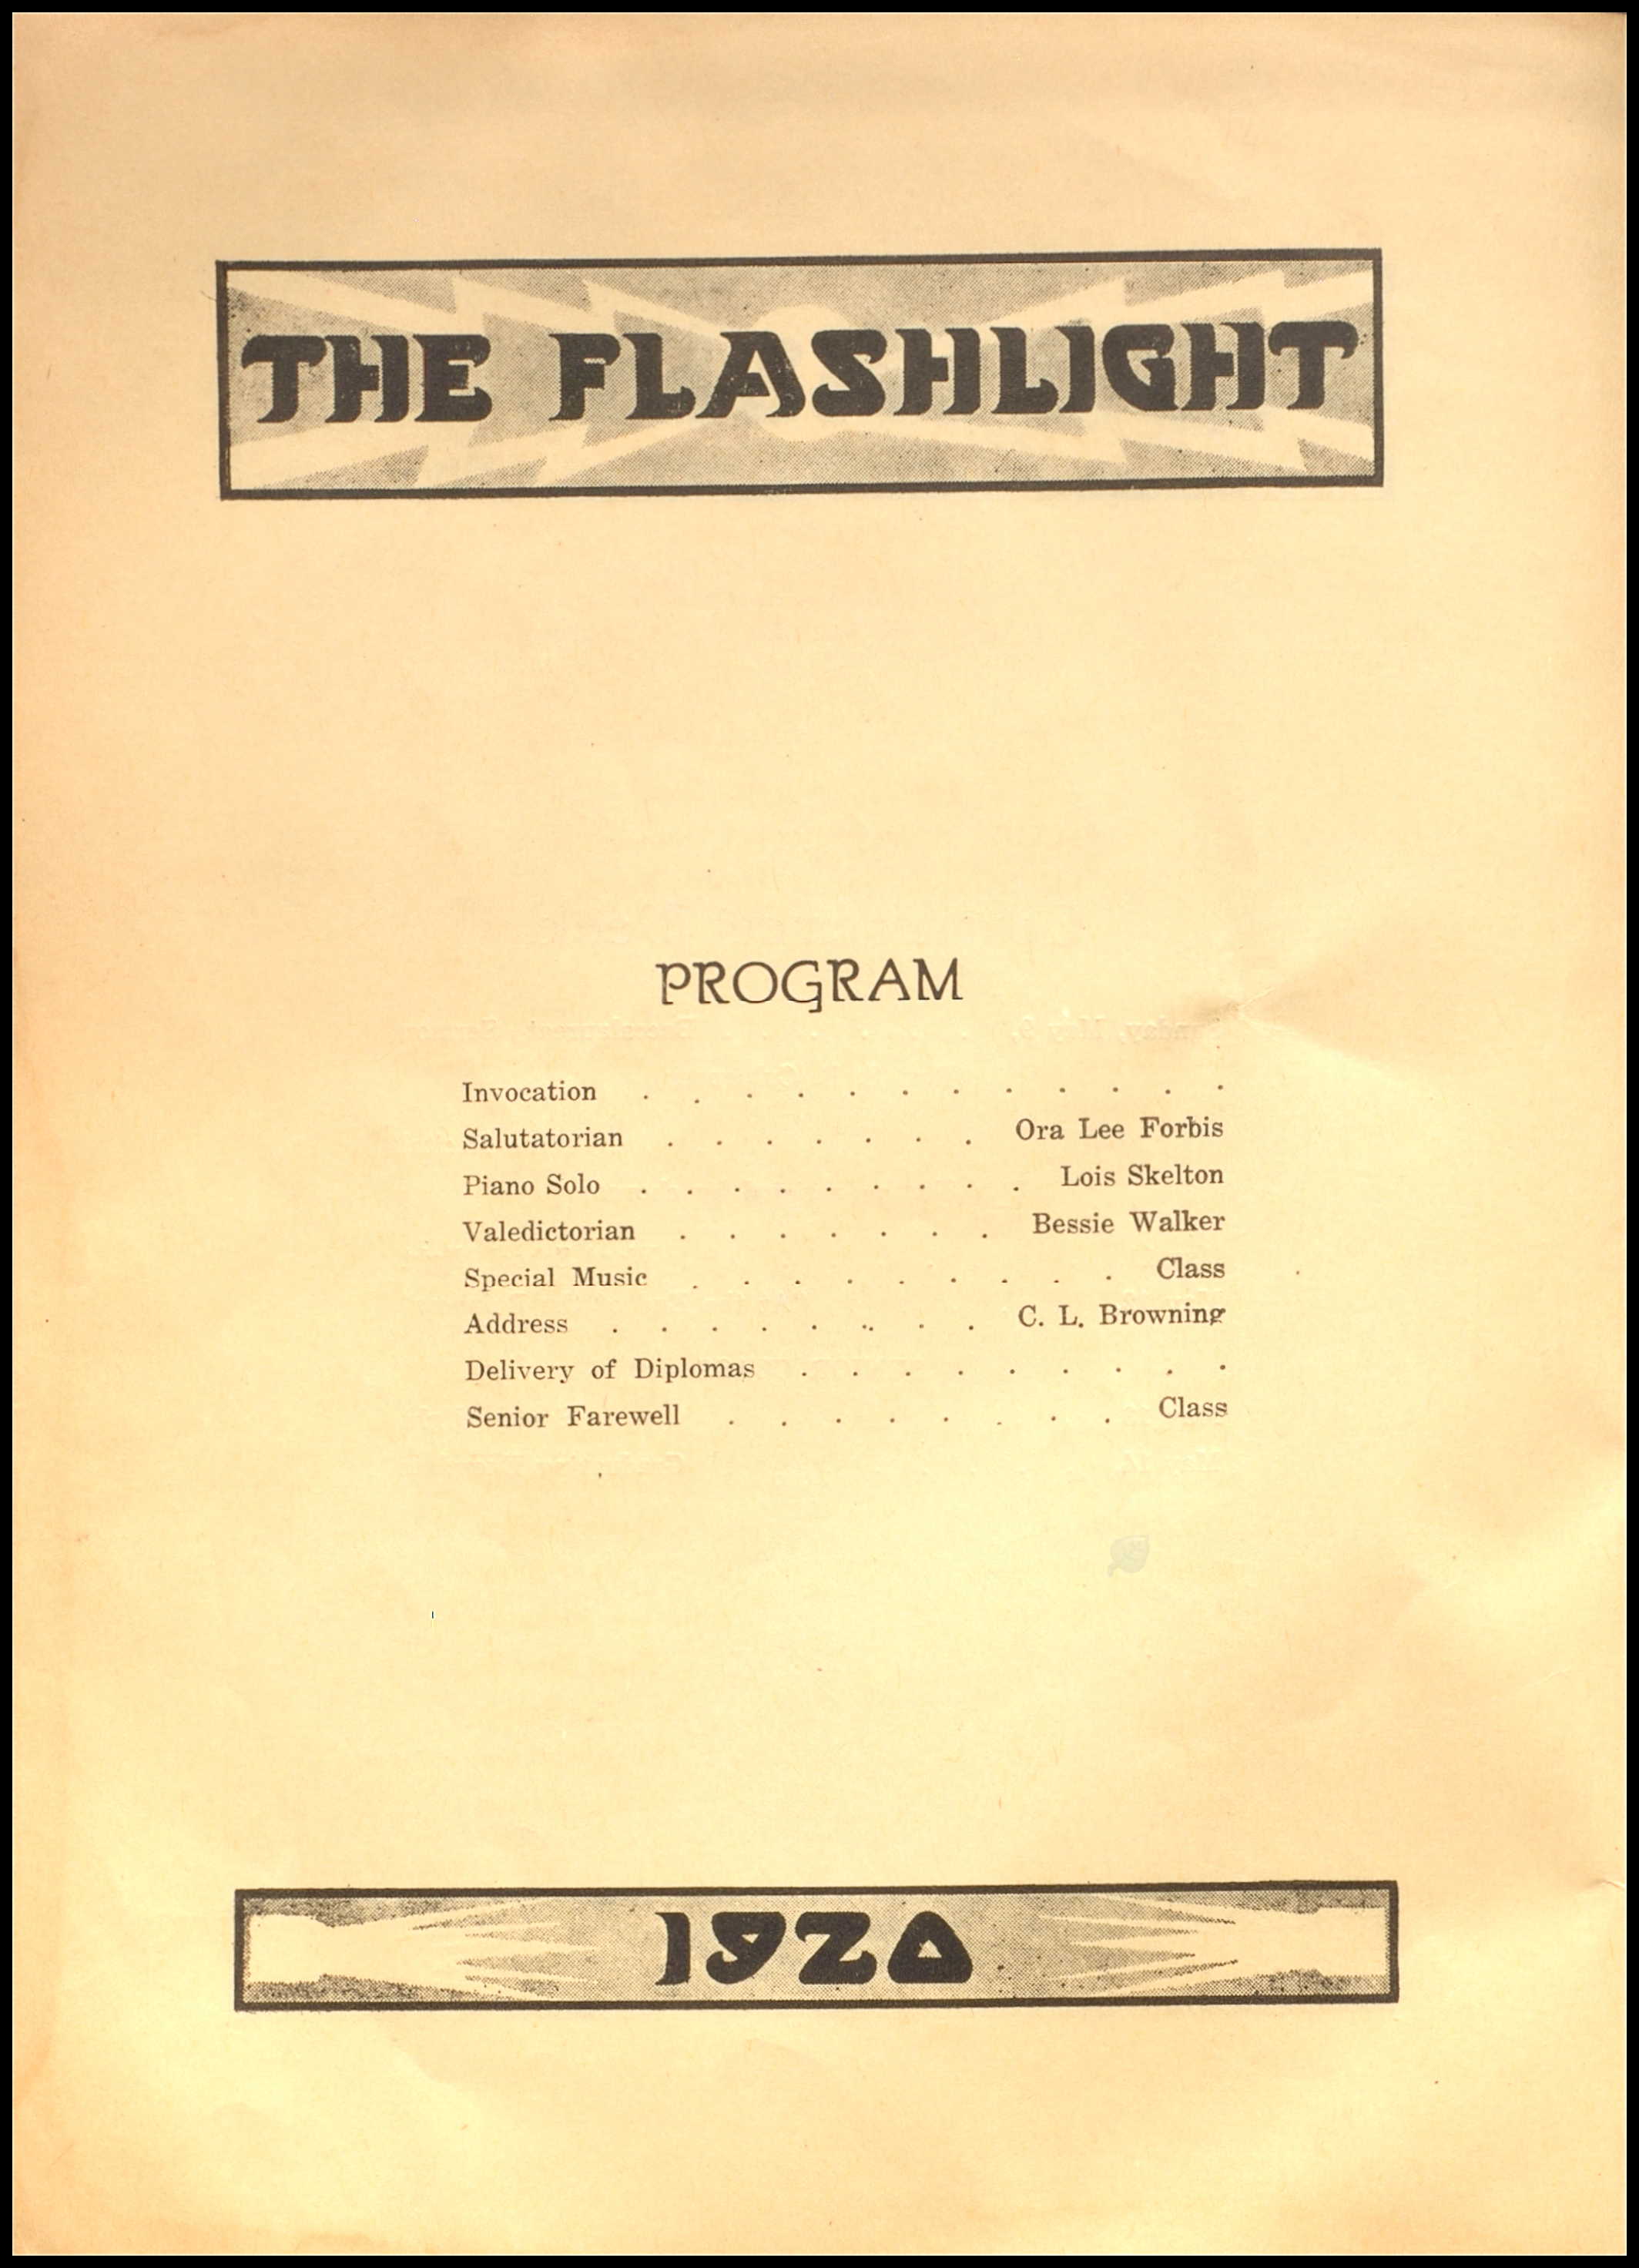 THE FLASHLIGHT
PROGRAM
Invocation . . . . . . . . . . . .
Salutatorian . . . . . . . Ora Lee Forbis
Piano Solo . . . . . . . . . Lois Skelton
Valedictorian . . . . . . . Bessie Walker
Special Music . . . . . . . . . Class
Address . . . . . .. . . . C. L. Browning
Delivery of Diplomas . . . . . . . . .
Senior Farewell . . . . . . . . Class
1920